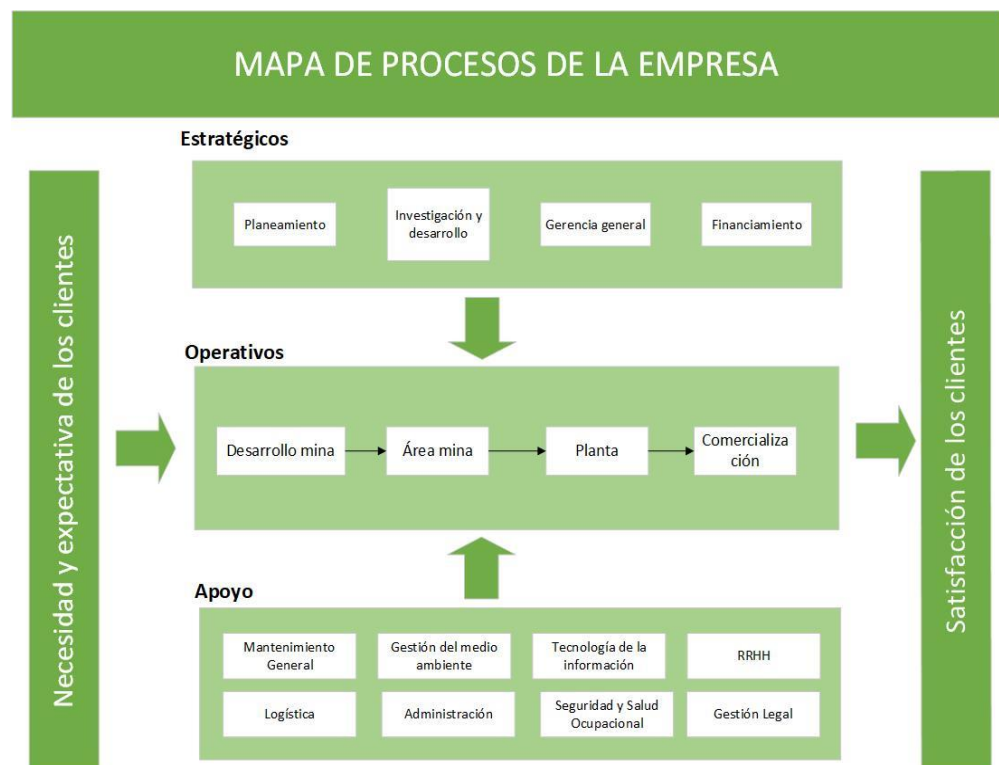 MAPA DE PROCESOS DE LA EMPRESA
Necesidad y expectativa de los clientes
Estratégicos
Planeamiento
Investigación y
desarrollo
Gerencia general
Financiamiento
Operativos
Desarrollo mina
Área mina
Planta
Comercializa
ción
Apoyo
Mantenimiento
General
Gestión del medio
ambiente
Tecnología de la
información
RRHH
Logística
Administración
Seguridad y Salud
Ocupacional
Gestión Legal
Satisfacción de los clientes